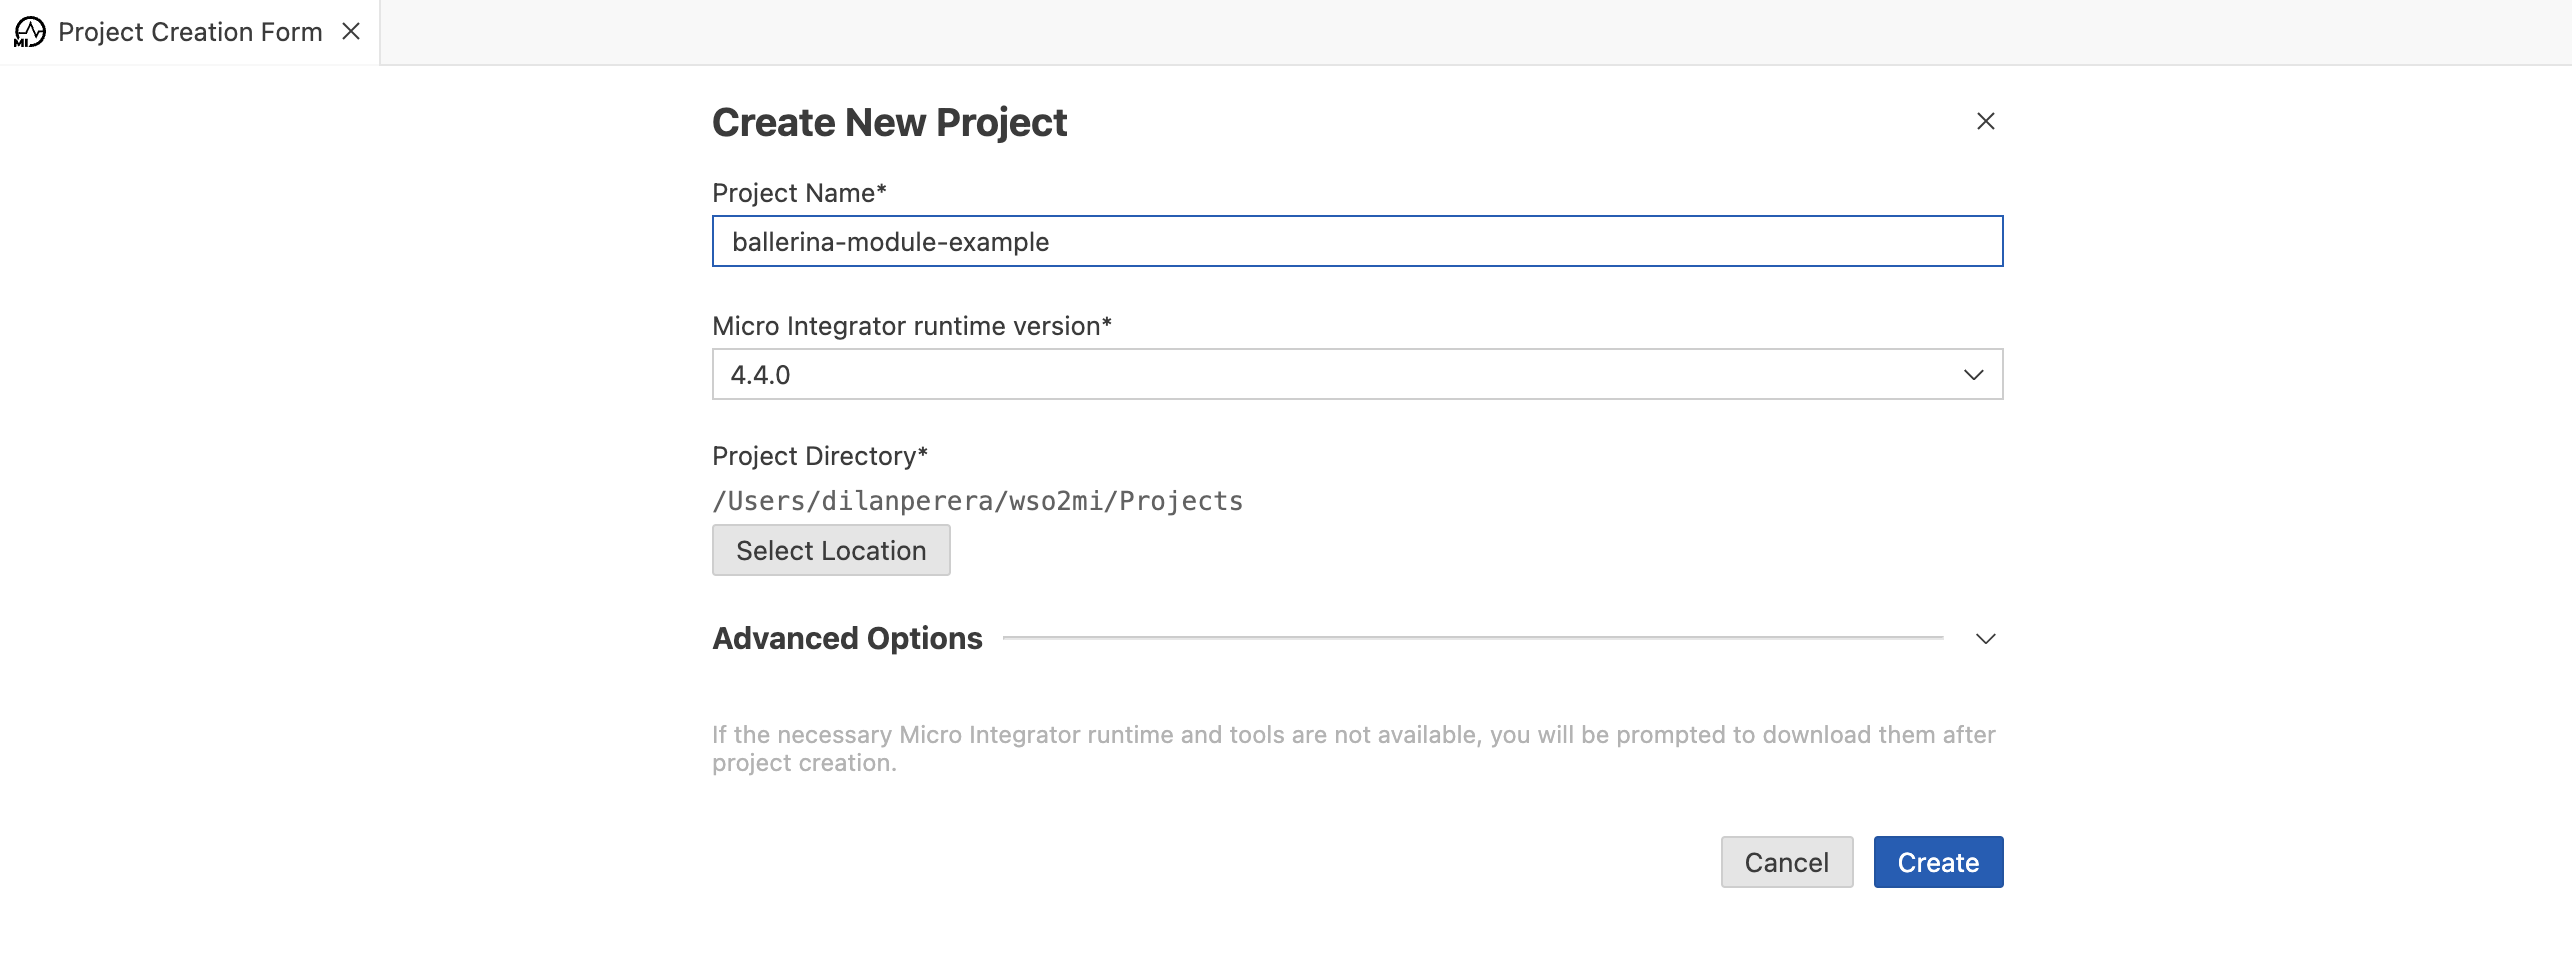 MI
Project Creation Form
Create New Project
Project Name*
ballerina-module-example
Micro Integrator runtime version*
4.4.0
Project Directory*
/Users/dilanperera/wso2mi/Projects
Select Location
Advanced Options
If the necessary Micro Integrator runtime and tools are not available, you will be prompted to download them after
project creation.
Cancel
Create